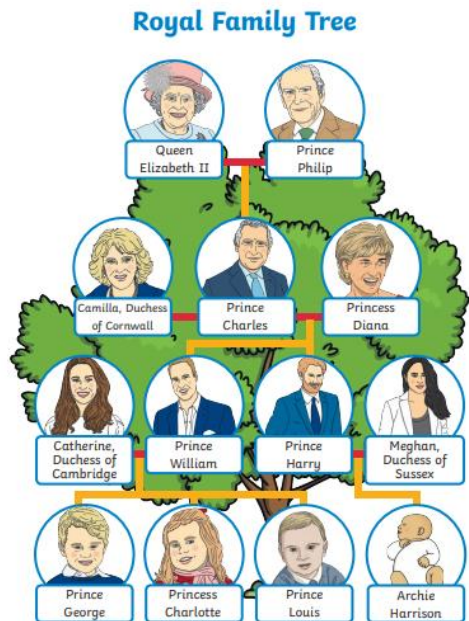 Royal Family Tree
Queen
Elizabeth II
Prince
Philip
Camilla, Duchess
of Cornwall
Prince
Charles
Princess
Diana
Catherine,
Duchess of
Cambridge
Prince
William
Prince
Harry
Meghan,
Duchess of
Sussex
Prince
George
Princess
Charlotte
Prince
Louis
Archie
Harrison